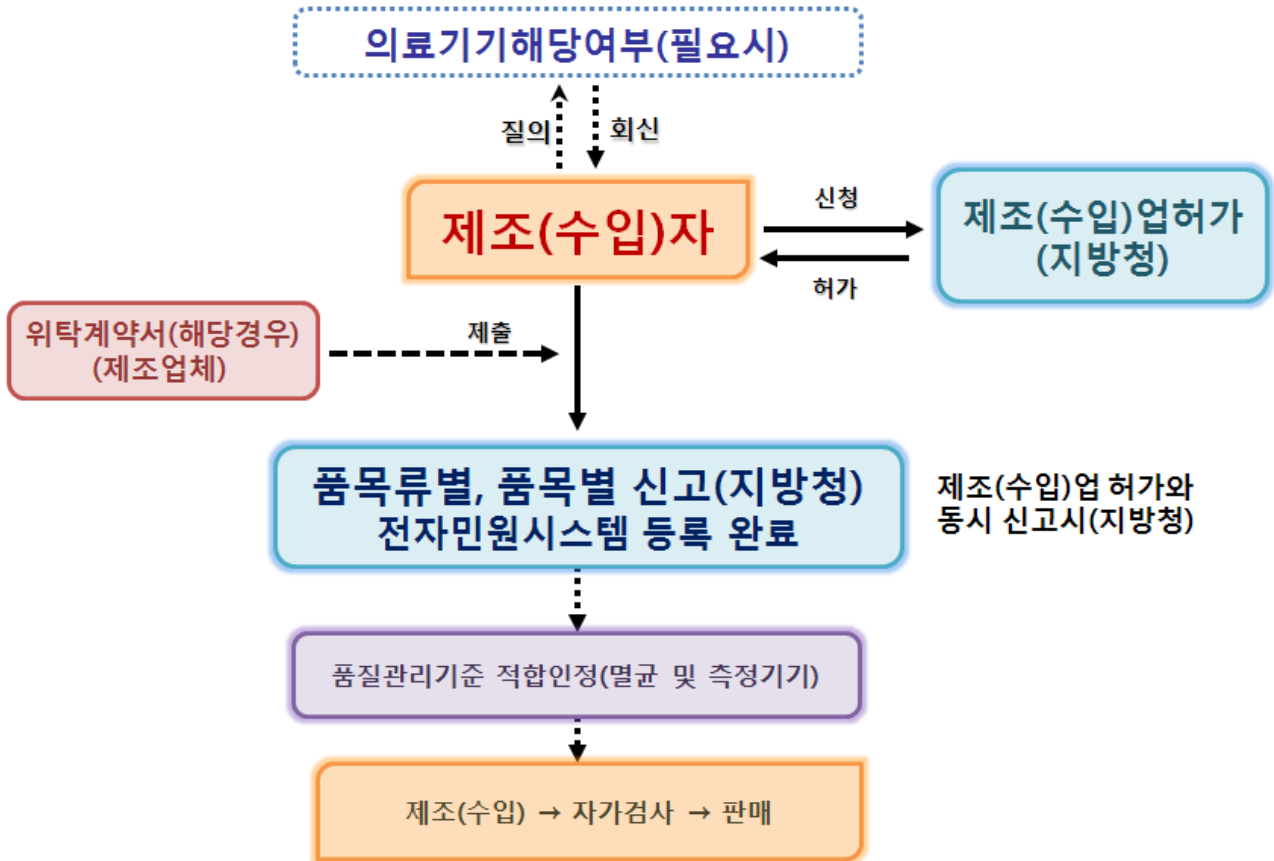 의료기기해당여부(필요시)
질의
회신
제조(수입)자
신청
허가
제조(수입)업허가
(지방청)
위탁계약서(해당경우)
(제조업체)
제출
품목류별, 품목별 신고(지방청)
전자민원시스템 등록 완료
제조(수입)업 허가와
동시 신고시(지방청)
품질관리기준 적합인정(멸균 및 측정기기)
제조(수입) → 자가검사 → 판매